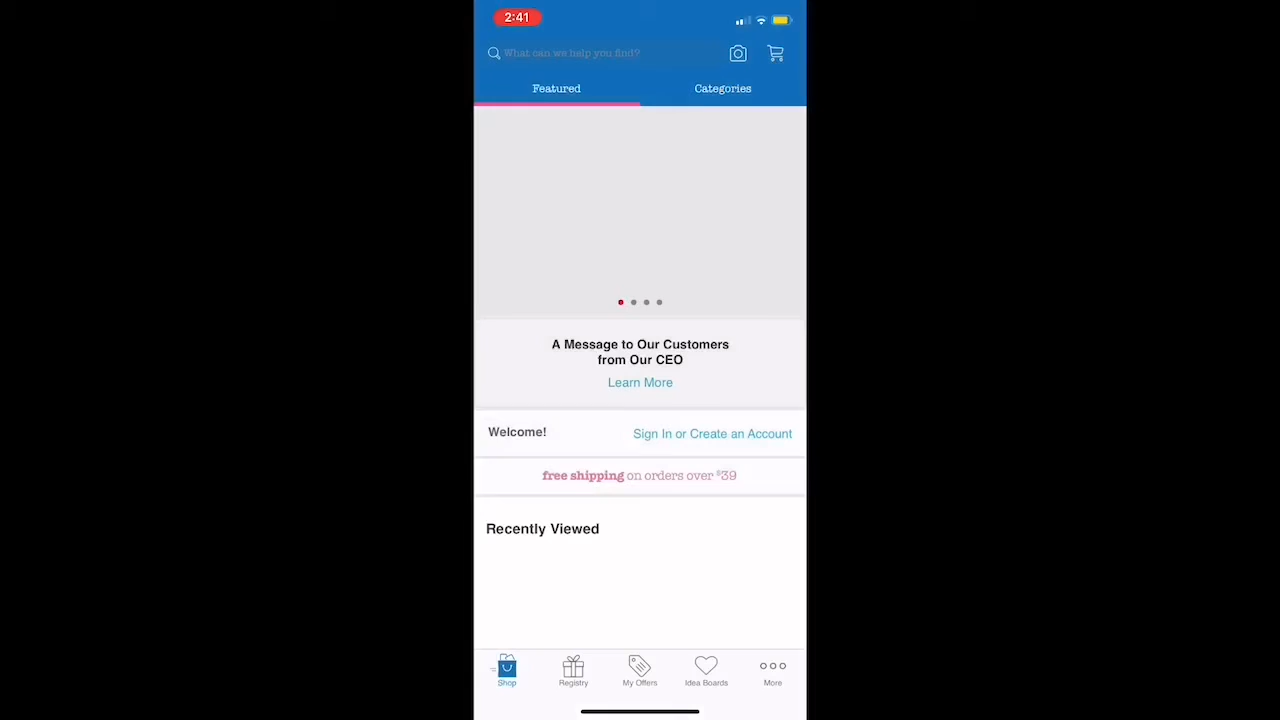 2:41
What can we help you find?
Featured
Categories
A Message to Our Customers
from Our CEO
Learn More
Welcome!
Sign In or Create an Account
free shipping on orders over $39
Recently Viewed
Shop
Registry
My Offers
Idea Boards
More